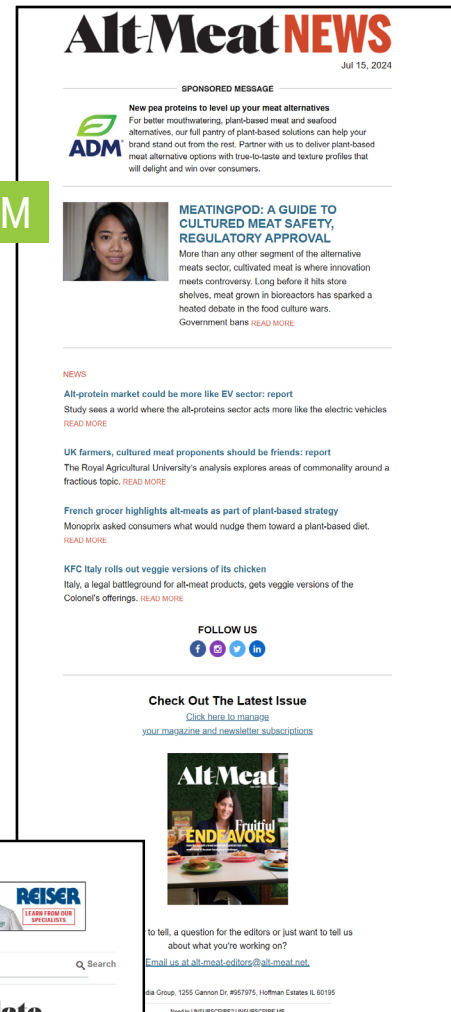 Alt-Meat NEWS
Jul 15, 2024
SPONSORED MESSAGE
ADM
New pea proteins to level up your meat alternatives
For better mouthwatering, plant-based meat and seafood
alternatives, our full pantry of plant-based solutions can help your
brand stand out from the rest. Partner with us to deliver plant-based
meat alternative options with true-to-taste and texture profiles that
will delight and win over consumers.
M
MEATINGPOD: A GUIDE TO
CULTURED MEAT SAFETY,
REGULATORY APPROVAL
More than any other segment of the alternative
meats sector, cultivated meat is where innovation
meets controversy. Long before it hits store
shelves, meat grown in bioreactors has sparked a
heated debate in the food culture wars.
Government bans READ MORE
NEWS
Alt-protein market could be more like EV sector: report
Study sees a world where the alt-proteins sector acts more like the electric vehicles
READ MORE
UK farmers, cultured meat proponents should be friends: report
The Royal Agricultural University's analysis explores areas of commonality around a
fractious topic. READ MORE
French grocer highlights alt-meats as part of plant-based strategy
Monoprix asked consumers what would nudge them toward a plant-based diet.
READ MORE
KFC Italy rolls out veggie versions of its chicken
Italy, a legal battleground for alt-meat products, gets veggie versions of the
Colonel's offerings. READ MORE
FOLLOW US
Check Out The Latest Issue
Click here to manage
your magazine and newsletter subscriptions
Alt-Meat
Fruitful
ENDEAVORS
REISER
LEARN FROM OUR
SPECIALISTS
to tell, a question for the editors or just want to tell us
about what you're working on?
Search
Email us at alt-meat-editors@alt-meat.net.
dia Group, 1255 Gannon Dr, #957975, Hoffman Estates IL 60195
Need to UNSUBSCRIBE? UNSUBSCRIBE ME